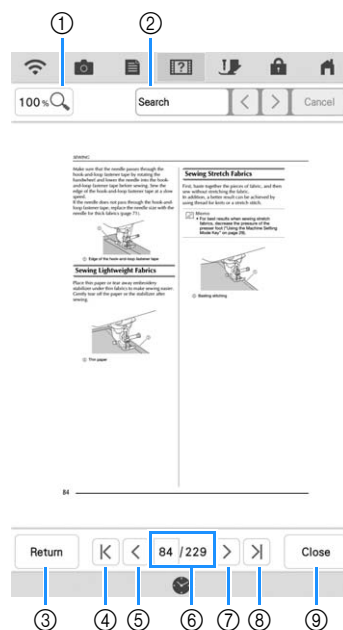 ① ②
100 % Search < > Cancel
SEWING
Make sure that the needle passes through the
hook-and-loop fastener tape by rotating the
handwheel and lower the needle into the hook-
and-loop fastener tape before sewing. Sew the
edge of the hook-and-loop fastener tape at a slow
speed.
If the needle does not pass through the hook-and-
loop fastener tape, replace the needle size with the
needle for thick fabrics (page 71).
① Edge of the hook-and-loop fastener tape
Sewing Lightweight Fabrics
Place thin paper or tear away embroidery
stabilizer under thin fabrics to make sewing easier.
Gently tear off the paper or the stabilizer after
sewing.
① Thin paper
Sewing Stretch Fabrics
First, baste together the pieces of fabric, and then
sew without stretching the fabric.
In addition, a better result can be achieved by
using thread for knits or a stretch stitch.
Memo
• For best results when sewing stretch
fabrics, decrease the pressure of the
presser foot ("Using the Machine Setting
Mode Key" on page 29).
① Basting stitching
84
Return 84 /229 Close
③ ④ ⑤ ⑥ ⑦ ⑧ ⑨